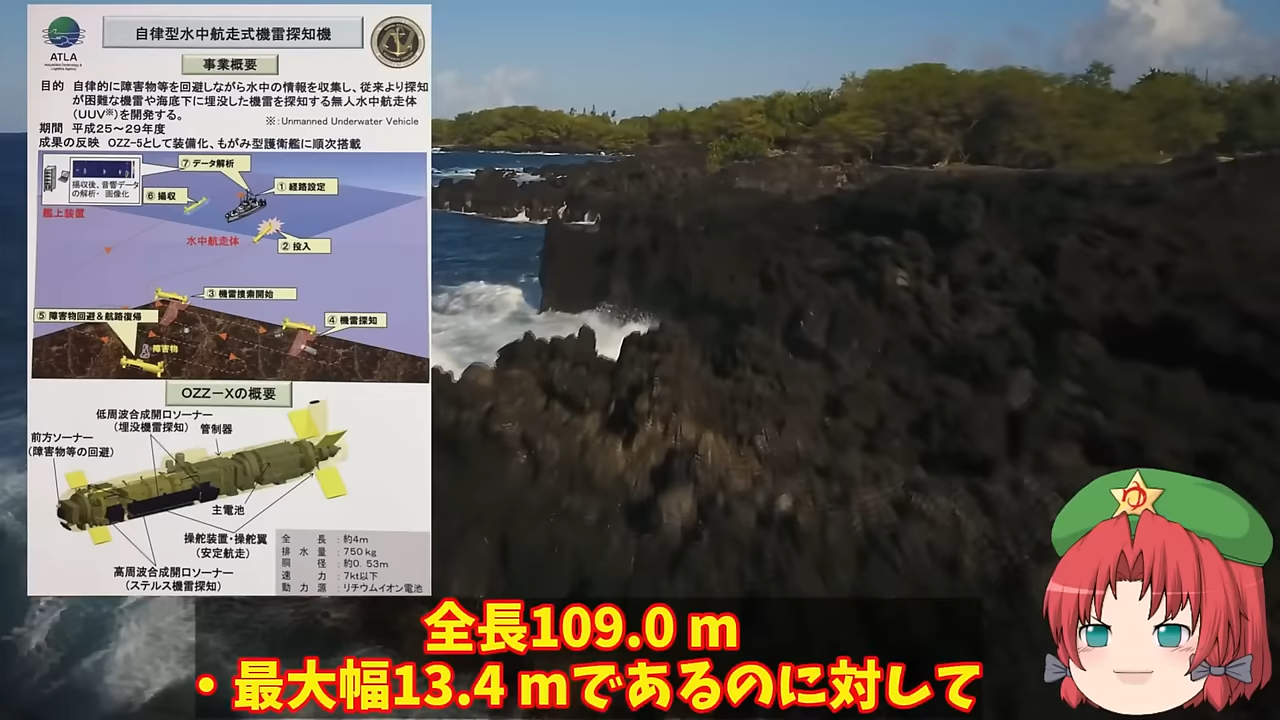 ATLA
自律型水中航走式機雷探知機
事業概要
目的 自律的に障害物等を回避しながら水中の情報を収集し、従来より探知
が困難な機雷や海底下に埋没した機雷を探知する無人水中航走体
(UUV※)を開発する。
※:Unmanned Underwater Vehicle
期間 平成25～29年度
成果の反映 OZZ-5として装備化、もがみ型護衛艦に順次搭載
⑦データ解析
揚収後、音響データ
の解析・画像化
⑥揚収
①経路設定
艦上装置
水中航走体
②投入
③機雷捜索開始
⑤障害物回避&航路復帰
④機雷探知
障害物
OZZ－Xの概要
低周波合成開口ソーナー
(埋没機雷探知)
管制器
前方ソーナー
(障害物等の回避)
主電池
操舵装置・操舵翼
(安定航走)
高周波合成開口ソーナー
(ステルス機雷探知)
全長:約4m
排水量:750kg
胴径:約0.53m
速力:7kt以下
動力源:リチウムイオン電池
全長109.0 m
・最大幅13.4 mであるのに対して